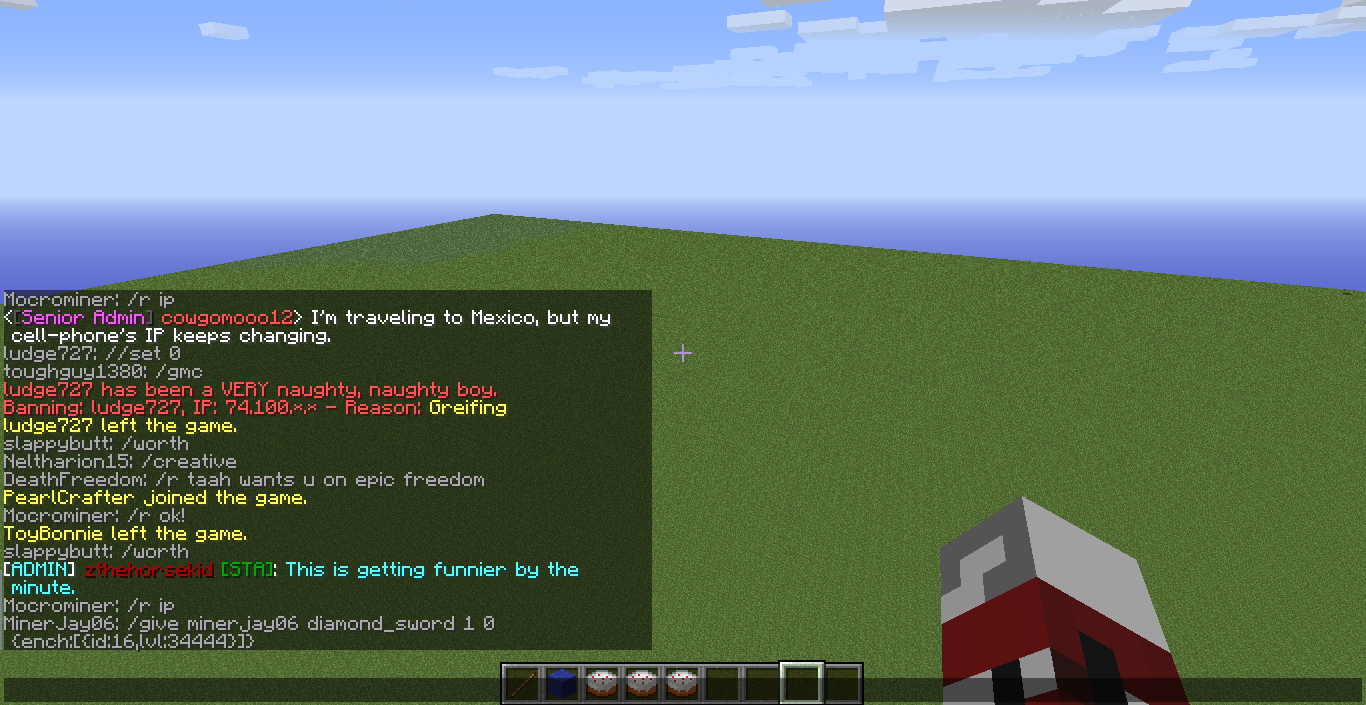 Mocrominer: /r ip
<[Senior Admin] cowgomooo12> I'm traveling to Mexico, but my
cell-phone's IP keeps changing.
ludge727: //set 0
toughguy1380: /gmc
ludge727 has been a VERY naughty, naughty boy.
Banning: ludge727, IP: 74.100.*.* - Reason: Greifing
ludge727 left the game.
slappybutt: /worth
Neltharion15: /creative
DeathFreedom: /r taah wants u on epic freedom
PearlCrafter joined the game.
Mocrominer: /r ok!
ToyBonnie left the game.
slappybutt: /worth
[ADMIN] zthehorsekid [STA]: This is getting funnier by the
minute.
Mocrominer: /r ip
MinerJay06: /give minerjay06 diamond_sword 1 0
{ench:[{id:16,lvl:34444}]}